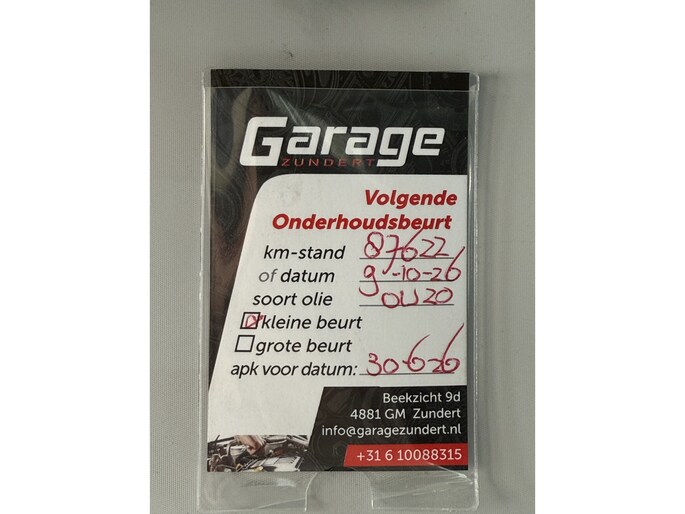 Garage
ZUNDERT
Volgende
Onderhoudsbeurt
km-stand 87622
of datum 9-10-26
soort olie 0W20
kleine beurt
grote beurt
apk voor datum: 30-6-26
Beekzicht 9d
4881 GM Zundert
info@garagezundert.nl
+31 6 10088315